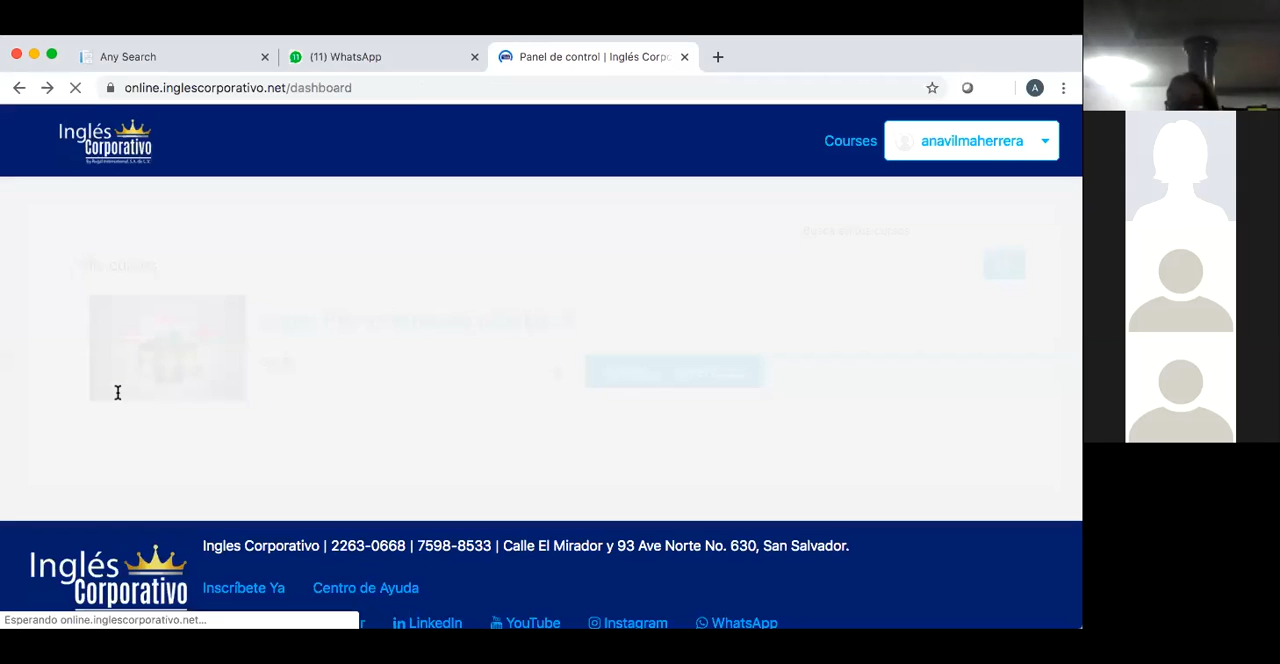 Any Search
(11) WhatsApp
Panel de control | Inglés Corpo
online.inglescorporativo.net/dashboard
A
Inglés
Corporativo
Courses
anavilmaherrera
Ingles Corporativo | 2263-0668 | 7598-8533 | Calle El Mirador y 93 Ave Norte No. 630, San Salvador.
Inglés
Corporativo
Inscríbete Ya
Centro de Ayuda
Esperando online.inglescorporativo.net...
r
in LinkedIn
YouTube
Instagram
WhatsApp